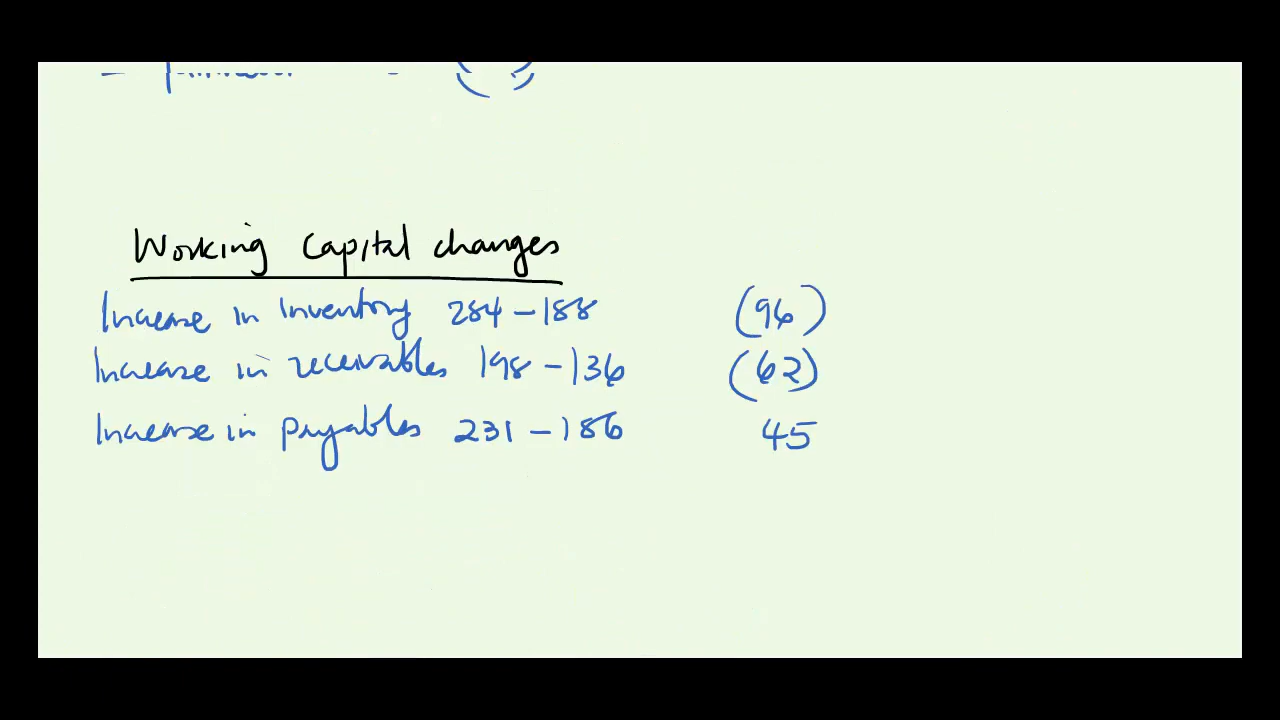 Working Capital changes
Increase in Inventory 284 – 188 (96)
Increase in receivables 198 – 136 (62)
Increase in payables 231 – 186 45